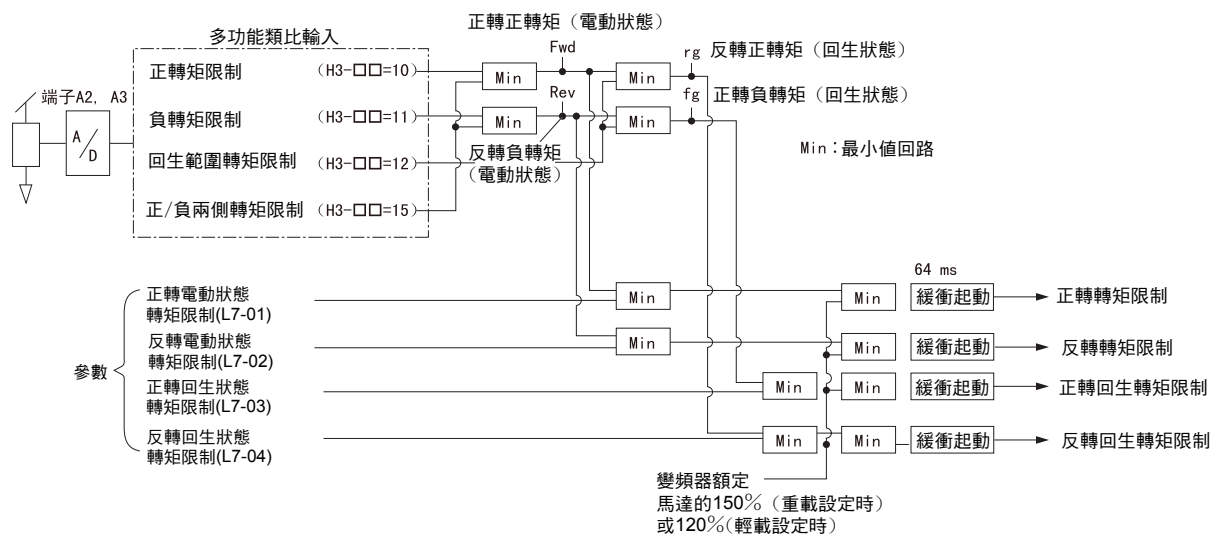 正轉正轉矩（電動狀態）
多功能類比輸入
Fwd
rg 反轉正轉矩（回生狀態）
正轉矩限制 (H3-□□=10)
Min
Min
端子A2, A3
Rev
fg 正轉負轉矩（回生狀態）
A/D
負轉矩限制 (H3-□□=11)
Min
Min
Min：最小值回路
反轉負轉矩
（電動狀態）
回生範圍轉矩限制 (H3-□□=12)
正/負兩側轉矩限制 (H3-□□=15)
64 ms
正轉電動狀態
轉矩限制(L7-01)
Min
Min
緩衝起動
正轉轉矩限制
反轉電動狀態
轉矩限制(L7-02)
Min
Min
緩衝起動
反轉轉矩限制
參數
正轉回生狀態
轉矩限制(L7-03)
Min
Min
緩衝起動
正轉回生轉矩限制
反轉回生狀態
轉矩限制(L7-04)
Min
Min
緩衝起動
反轉回生轉矩限制
變頻器額定
馬達的150%（重載設定時）
或120%(輕載設定時)